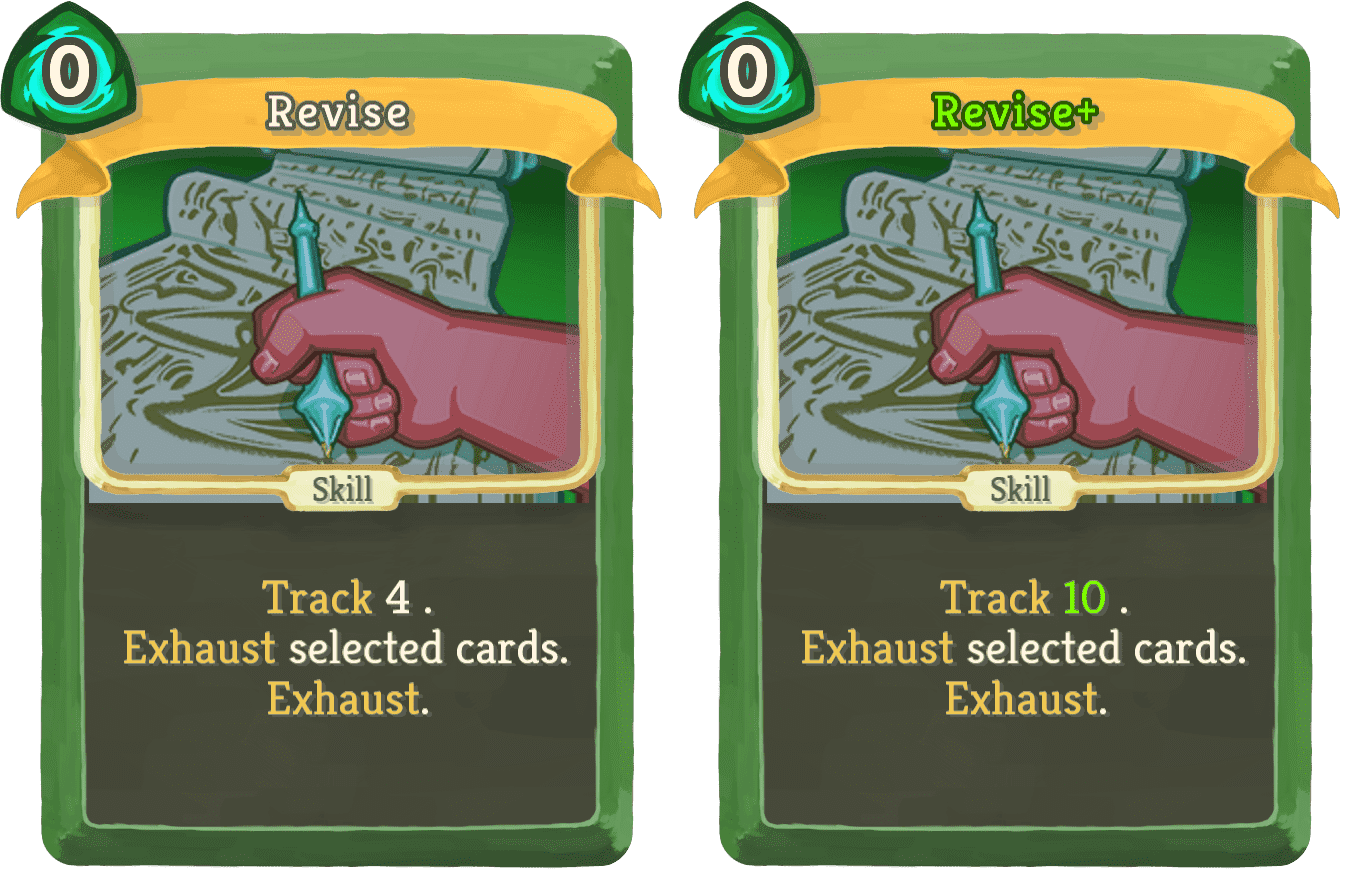 0
Revise
Skill
Track 4 .
Exhaust selected cards.
Exhaust.
0
Revise+
Skill
Track 10 .
Exhaust selected cards.
Exhaust.